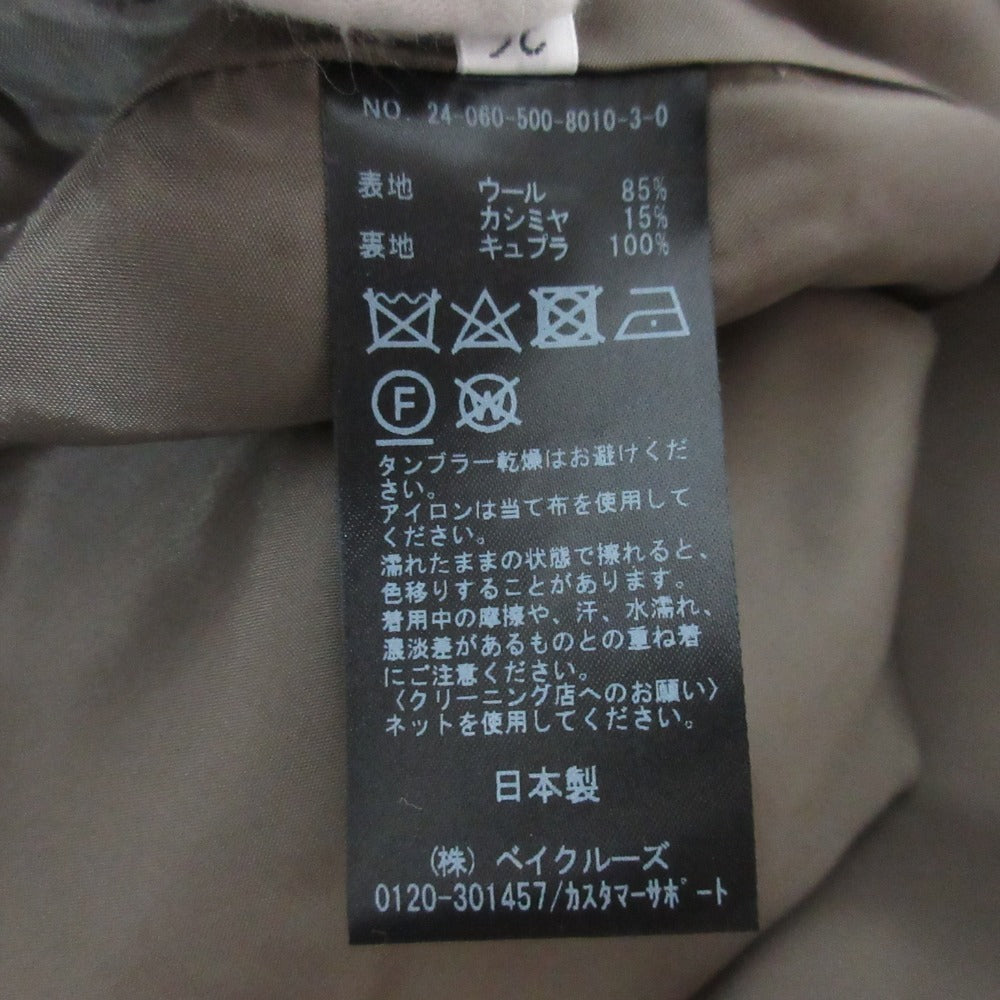 NO. 24-060-500-8010-3-0
表地 ウール 85%
カシミヤ 15%
裏地 キュプラ 100%
F W
タンブラー乾燥はお避けくだ
さい。
アイロンは当て布を使用して
ください。
濡れたままの状態で擦れると、
色移りすることがあります。
着用中の摩擦や、汗、水濡れ、
濃淡差があるものとの重ね着
にご注意ください。
〈クリーニング店へのお願い〉
ネットを使用してください。
日本製
(株) ベイクルーズ
0120-301457/カスタマーサポート